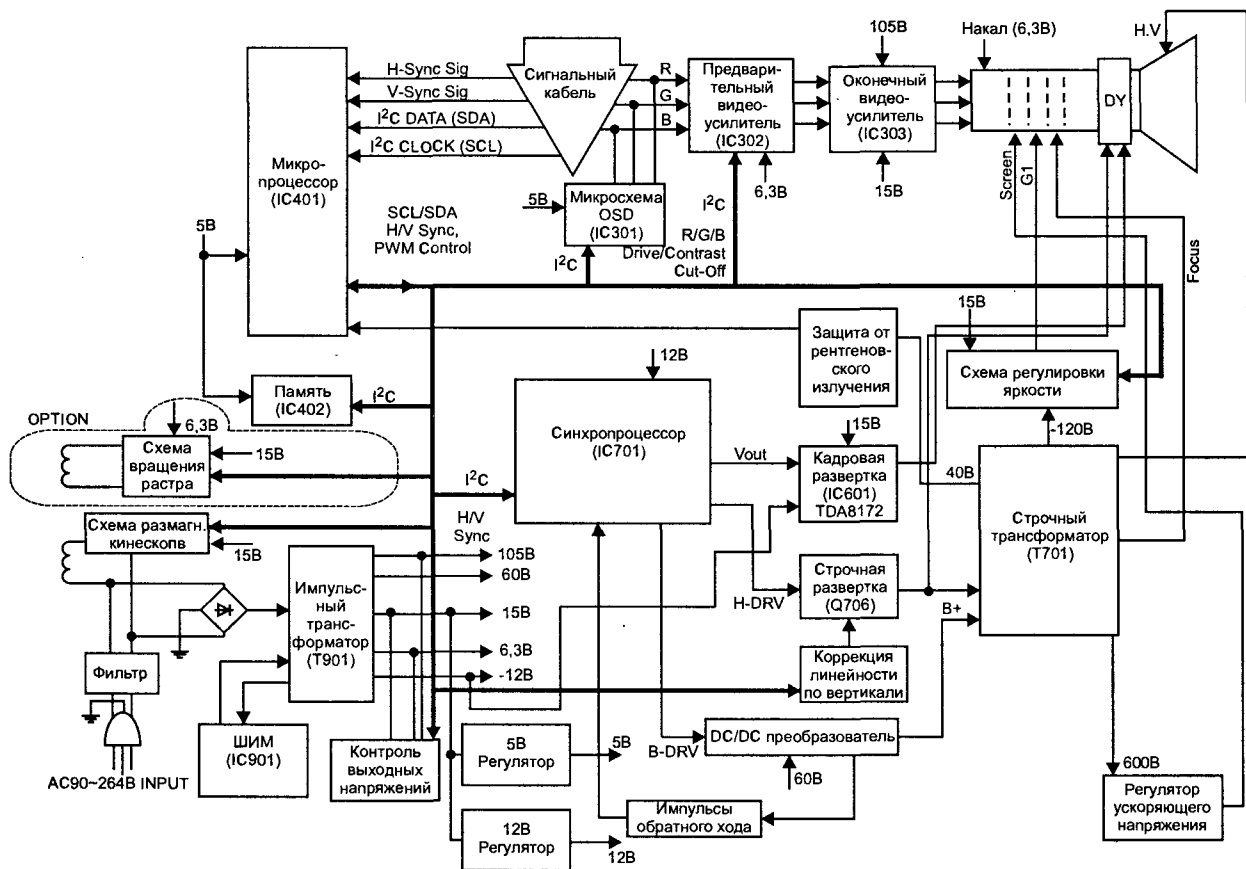 105В
Накал (6,3В)
H.V
H-Sync Sig
V-Sync Sig
I²C DATA (SDA)
I²C CLOCK (SCL)
Сигнальный
кабель
R
G
B
Предвари-
тельный
видео-
усилитель
(IC302)
Оконечный
видео-
усилитель
(IC303)
DY
Микро-
процессор
(IC401)
5В
Микросхема
OSD
(IC301)
6,3В
15В
Screen
G1
Focus
5В
SCL/SDA
H/V Sync,
PWM Control
I²C
I²C
R/G/B
Drive/Contrast
Cut-Off
Защита от
рентгенов-
ского
излучения
15В
Схема регулировки
яркости
-120В
Память
(IC402)
I²C
12В
Синхропроцессор
(IC701)
OPTION
6,3В
Схема
вращения
растра
15В
I²C
Vout
15В
Кадровая
развертка
(IC601)
TDA8172
40В
Строчный
трансформатор
(T701)
Схема размагн.
кинескопв
15В
H/V
Sync
Импульс-
ный
транс-
форматор
(T901)
105В
60В
15В
6,3В
-12В
H-DRV
Строчная
развертка
(Q706)
B+
Коррекция
линейности
по вертикали
Фильтр
AC90~264В INPUT
ШИМ
(IC901)
Контроль
выходных
напряжений
5В
Регулятор
5В
B-DRV
DC/DC преобразователь
60В
Импульсы
обратного хода
12В
Регулятор
12В
600В
Регулятор
ускоряющего
напряжения